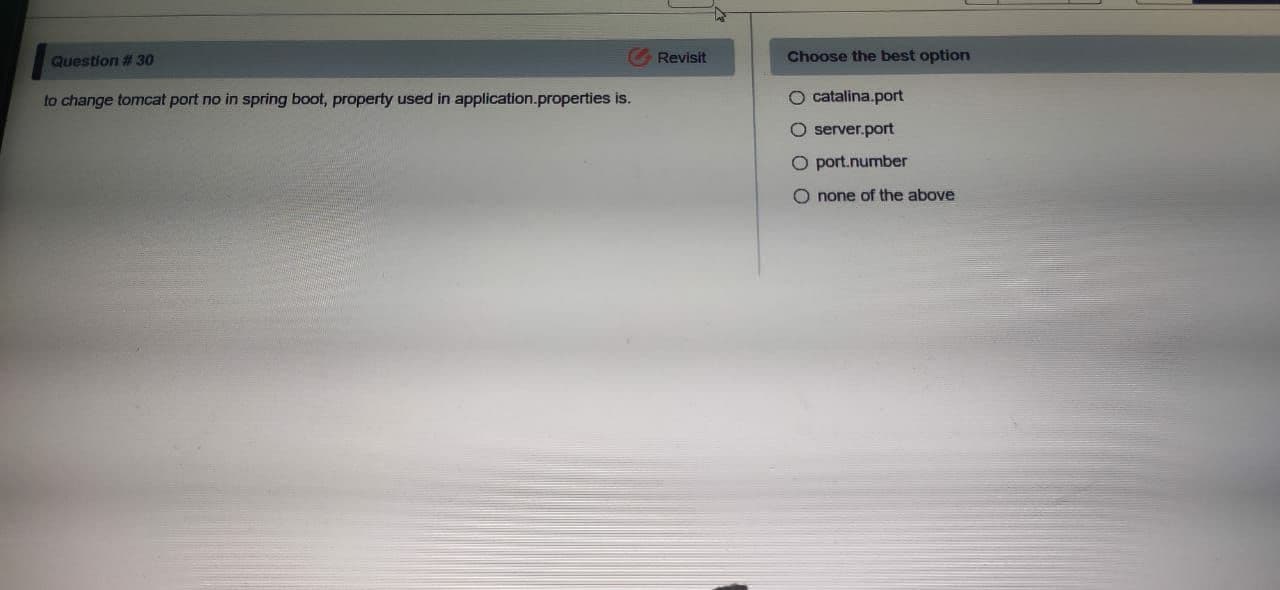 Question # 30
Revisit
to change tomcat port no in spring boot, property used in application.properties is.
Choose the best option
catalina.port
server.port
port.number
none of the above